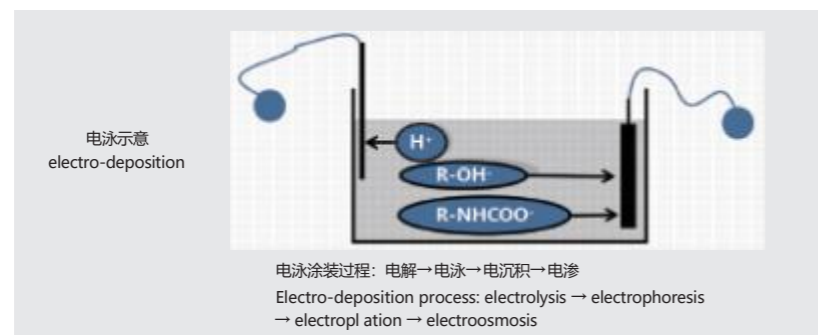 电泳示意
electro-deposition
H⁺
R-OH⁻
R-NHCOO⁻
电泳涂装过程：电解→电泳→电沉积→电渗
Electro-deposition process: electrolysis → electrophoresis
→ electropl ation → electroosmosis